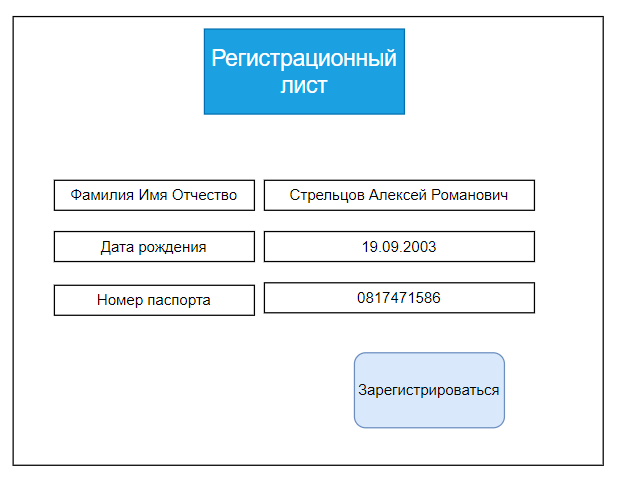 Регистрационный
лист
Фамилия Имя Отчество
Стрельцов Алексей Романович
Дата рождения
19.09.2003
Номер паспорта
0817471586
Зарегистрироваться